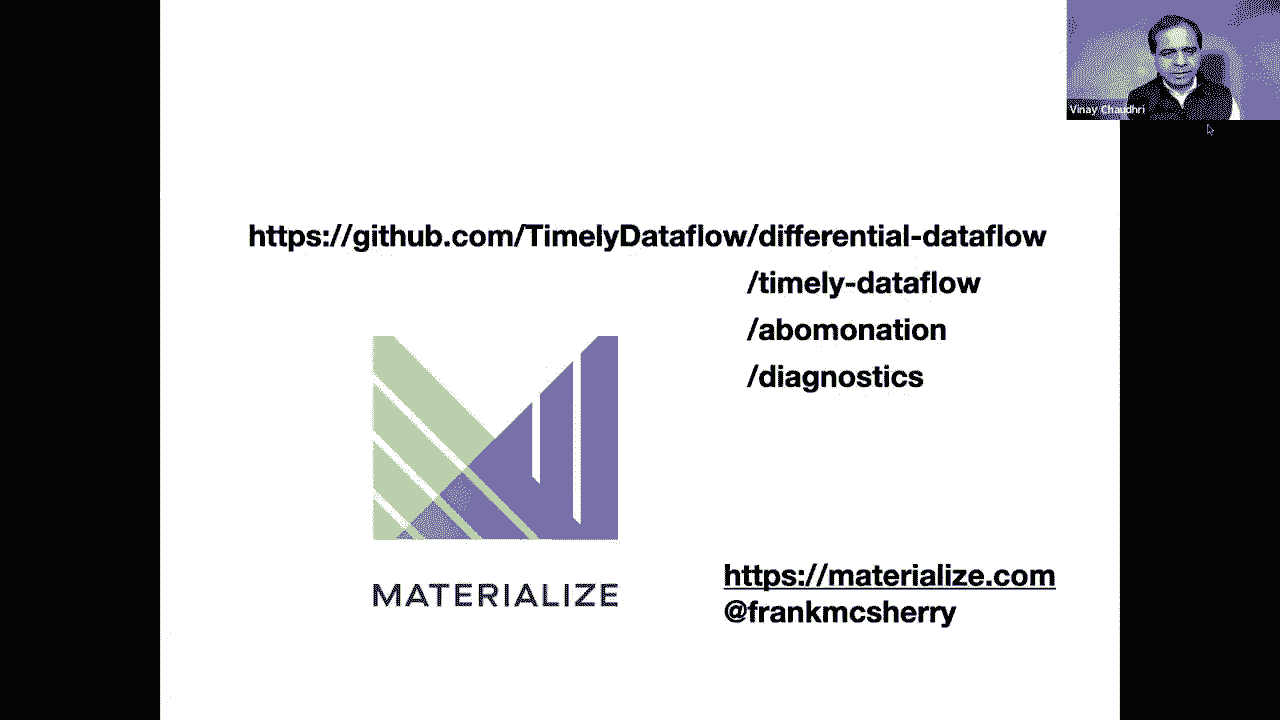 Vinay Chaudhri
https://github.com/TimelyDataflow/differential-dataflow
/timely-dataflow
/abomonation
/diagnostics
MATERIALIZE
https://materialize.com
@frankmcsherry